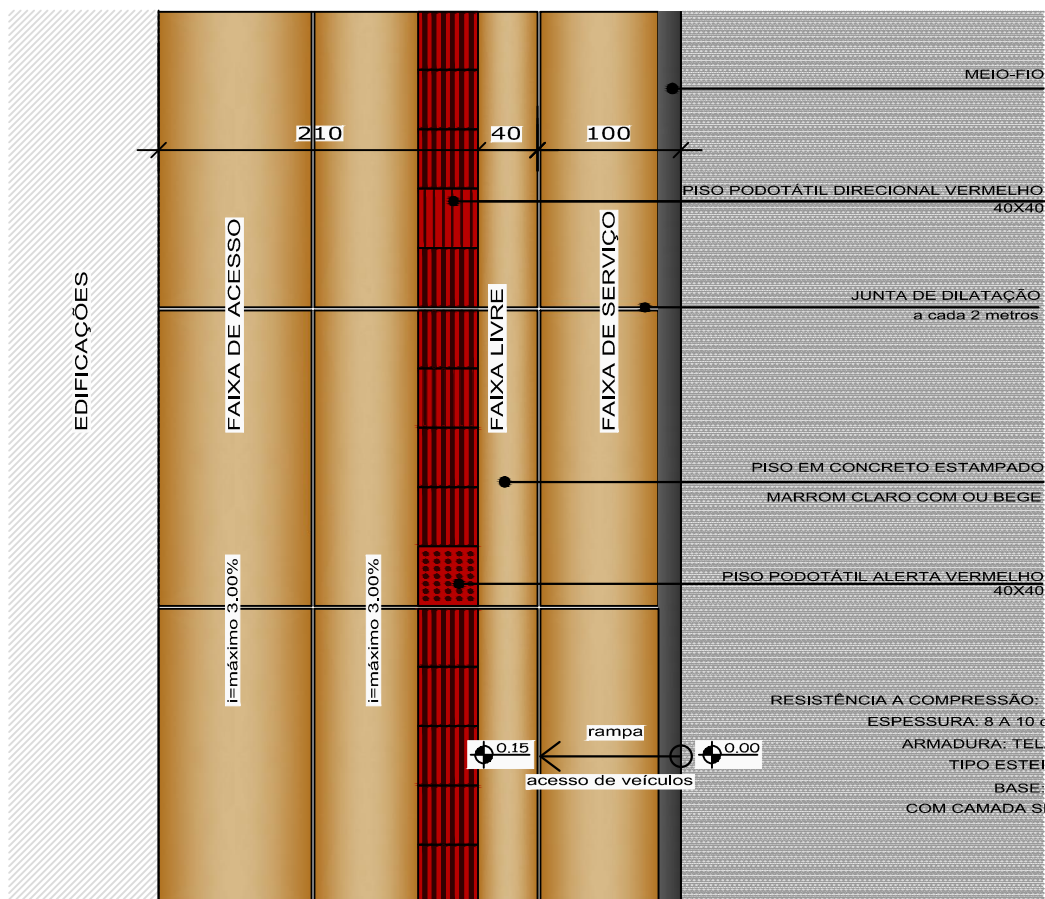 MEIO-FIO
210
40
100
PISO PODOTÁTIL DIRECIONAL VERMELHO
40X40
EDIFICAÇÕES
FAIXA DE ACESSO
FAIXA LIVRE
FAIXA DE SERVIÇO
JUNTA DE DILATAÇÃO
a cada 2 metros
PISO EM CONCRETO ESTAMPADO
MARROM CLARO COM OU BEGE
PISO PODOTÁTIL ALERTA VERMELHO
40X40
i=máximo 3.00%
i=máximo 3.00%
RESISTÊNCIA A COMPRESSÃO:
ESPESSURA: 8 A 10
ARMADURA:
TIPO
BASE:
COM CAMADA
rampa
0,15
0,00
acesso de veículos